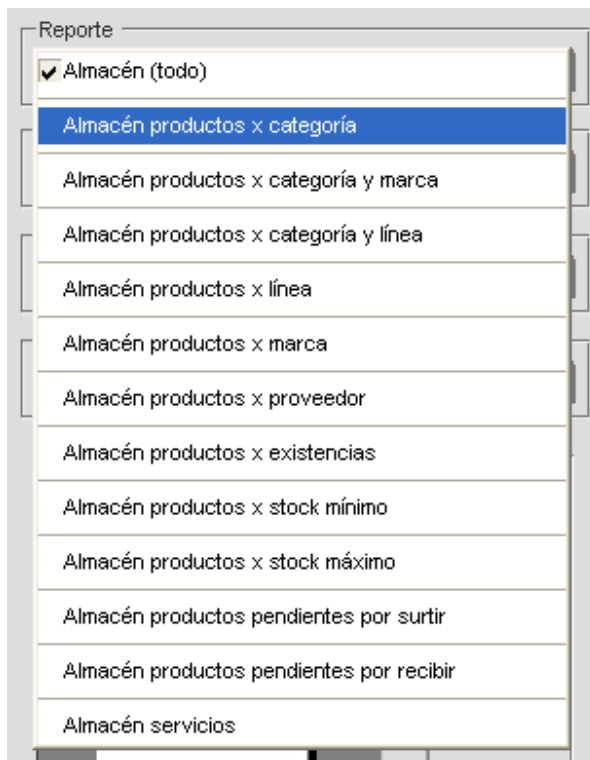 Reporte
Almacén (todo)
Almacén productos x categoría
Almacén productos x categoría y marca
Almacén productos x categoría y línea
Almacén productos x línea
Almacén productos x marca
Almacén productos x proveedor
Almacén productos x existencias
Almacén productos x stock mínimo
Almacén productos x stock máximo
Almacén productos pendientes por surtir
Almacén productos pendientes por recibir
Almacén servicios